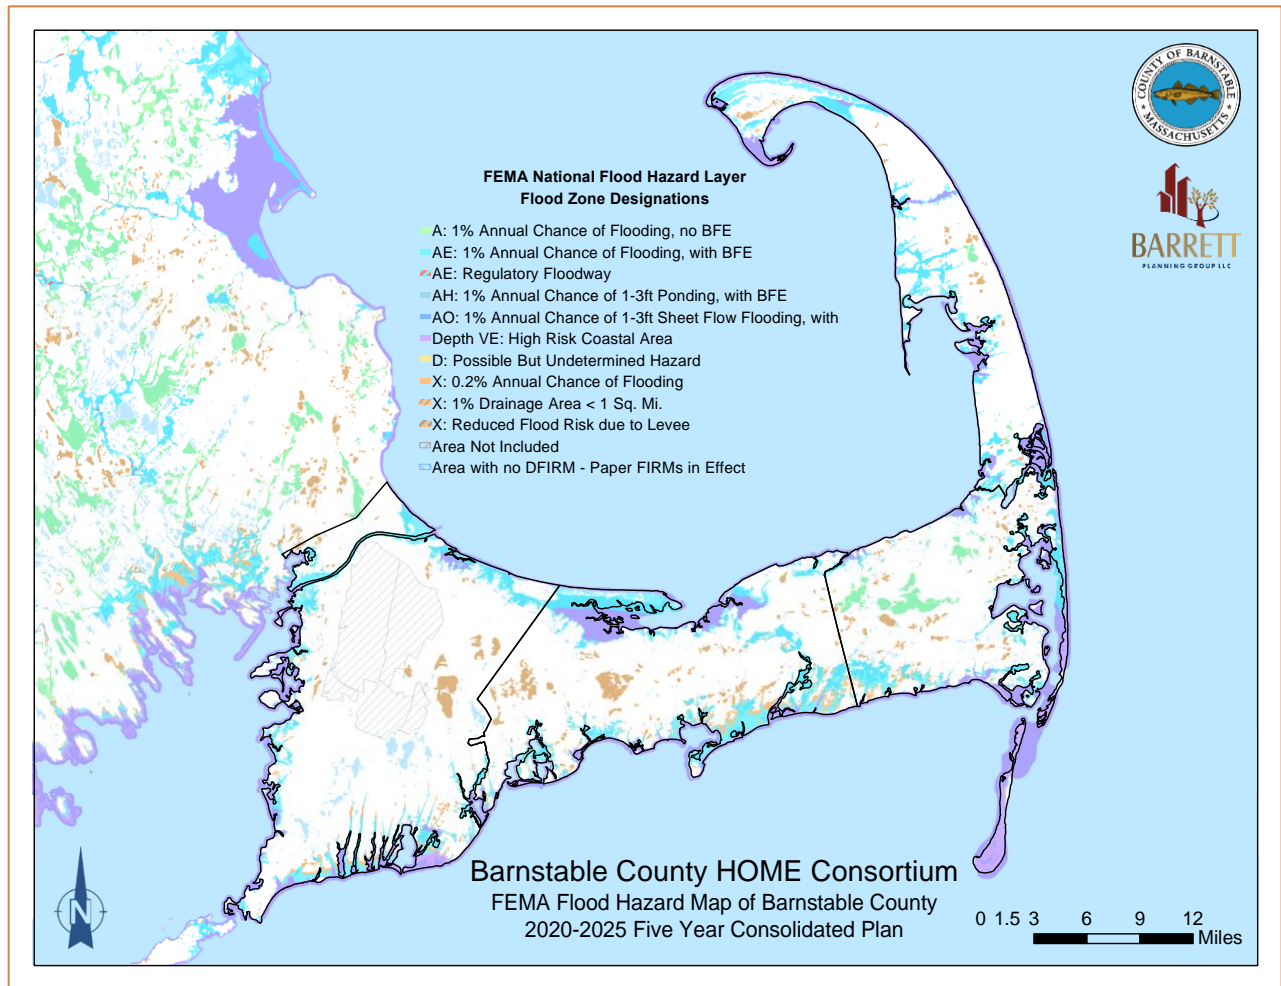 COUNTY OF BARNSTABLE
MASSACHUSETTS
BARRETT
PLANNING GROUP LLC
FEMA National Flood Hazard Layer
Flood Zone Designations
A: 1% Annual Chance of Flooding, no BFE
AE: 1% Annual Chance of Flooding, with BFE
AE: Regulatory Floodway
AH: 1% Annual Chance of 1-3ft Ponding, with BFE
AO: 1% Annual Chance of 1-3ft Sheet Flow Flooding, with
Depth VE: High Risk Coastal Area
D: Possible But Undetermined Hazard
X: 0.2% Annual Chance of Flooding
X: 1% Drainage Area < 1 Sq. Mi.
X: Reduced Flood Risk due to Levee
Area Not Included
Area with no DFIRM - Paper FIRMs in Effect
Barnstable County HOME Consortium
FEMA Flood Hazard Map of Barnstable County
2020-2025 Five Year Consolidated Plan
N
0 1.5 3 6 9 12
Miles